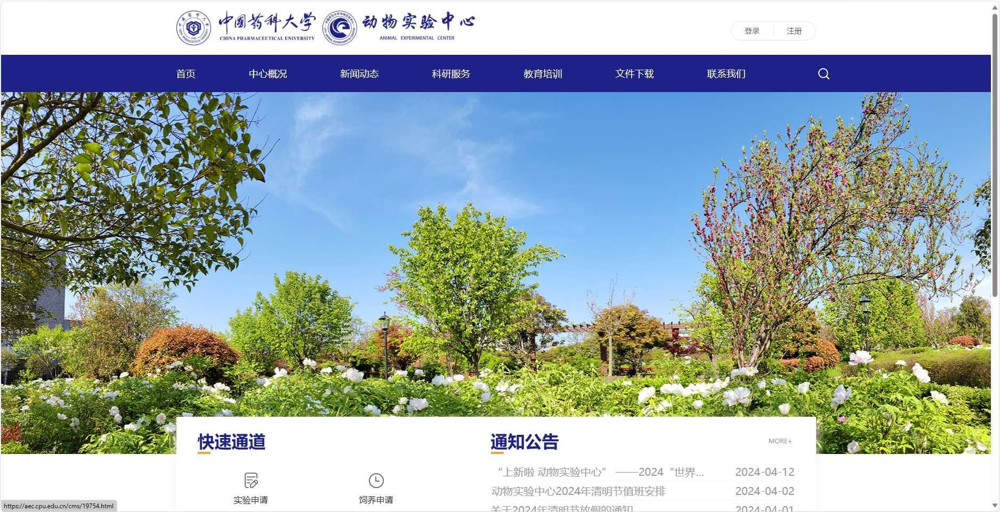 中國药科大学
CHINA PHARMACEUTICAL UNIVERSITY
动物实验中心
ANIMAL EXPERIMENTAL CENTER
登录 注册
首页 中心概况 新闻动态 科研服务 教育培训 文件下载 联系我们
快速通道
实验申请
饲养申请
通知公告 MORE+
“上新啦 动物实验中心” ——2024“世界... 2024-04-12
动物实验中心2024年清明节值班安排 2024-04-02
关于2024年清明节放假的通知 2024-04-01
https://aec.cpu.edu.cn/cms/19754.html